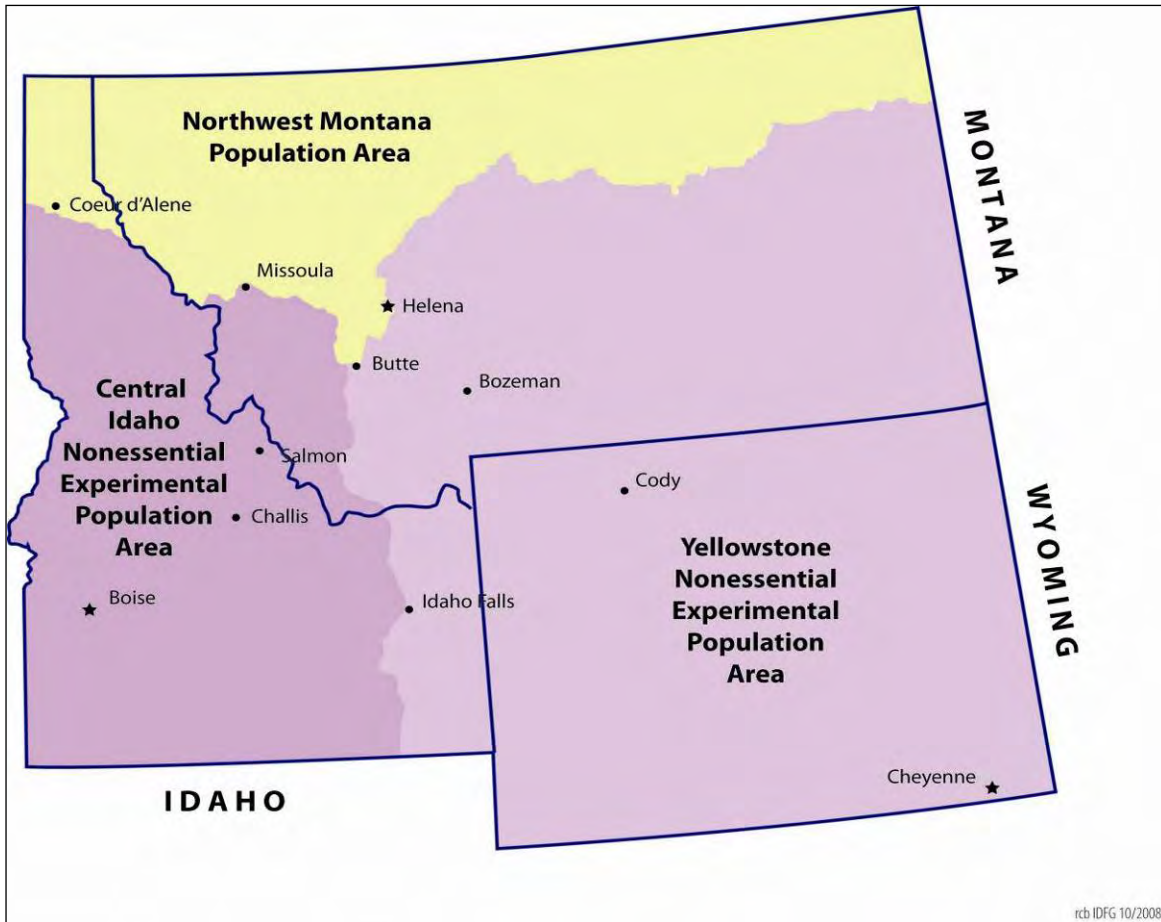 Northwest Montana
Population Area
MONTANA
Coeur d'Alene
Missoula
Helena
Butte
Bozeman
Central
Idaho
Nonessential
Experimental
Population
Area
Salmon
Challis
Cody
WYOMING
Yellowstone
Nonessential
Experimental
Population
Area
Boise
Idaho Falls
Cheyenne
IDAHO
rcb IDFG 10/2008